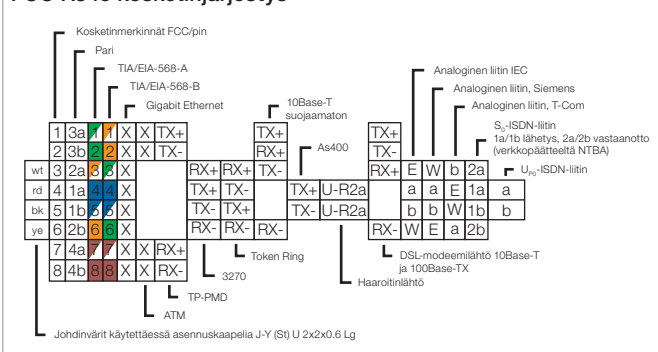 FCC RJ45 kosketinjärjestys
Kosketinmerkinnät FCC/pin
Pari
TIA/EIA-568-A
TIA/EIA-568-B
Gigabit Ethernet
10Base-T
suojaamaton
As400
Analoginen liitin IEC
Analoginen liitin, Siemens
Analoginen liitin, T-Com
S0-ISDN-liitin
1a/1b lähetys, 2a/2b vastaanotto
(verkkopäätteeltä NTBA)
UP0-ISDN-liitin
1 3a 1 1 X X TX+ TX+ TX+
2 3b 2 2 X X TX- RX+ TX-
wt 3 2a 3 3 X RX+ RX+ TX- RX+ E W b 2a
rd 4 1a 4 4 X TX+ TX- TX+ U-R2a a a E 1a a
bk 5 1b 5 5 X TX- TX+ TX- U-R2a b b W 1b b
ye 6 2b 6 6 X RX- RX- RX- RX- W E a 2b
7 4a 7 7 X X RX+
8 4b 8 8 X X RX-
Token Ring
3270
TP-PMD
ATM
DSL-modeemilähtö 10Base-T
ja 100Base-TX
Haaroitinlähtö
Johdinvärit käytettäessä asennuskaapelia J-Y (St) U 2x2x0.6 Lg